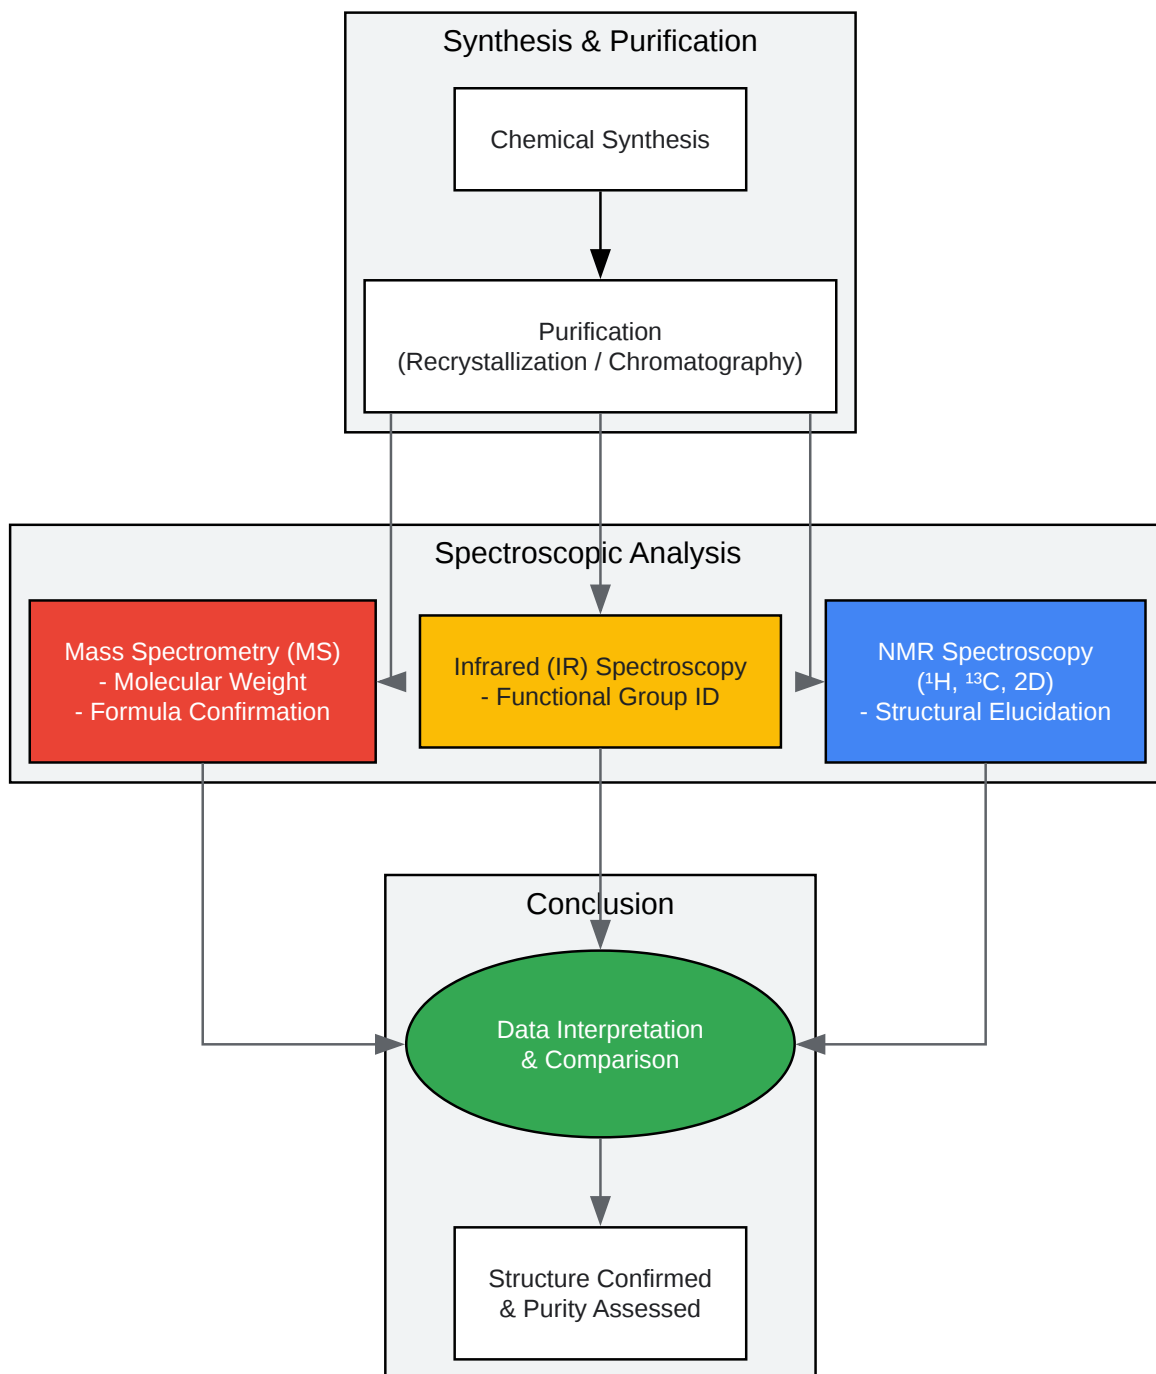 Synthesis & Purification
Chemical Synthesis
Purification
(Recrystallization / Chromatography)
Spectroscopic Analysis
Mass Spectrometry (MS)
- Molecular Weight
- Formula Confirmation
Infrared (IR) Spectroscopy
- Functional Group ID
NMR Spectroscopy
(¹H, ¹³C, 2D)
- Structural Elucidation
Conclusion
Data Interpretation
& Comparison
Structure Confirmed
& Purity Assessed